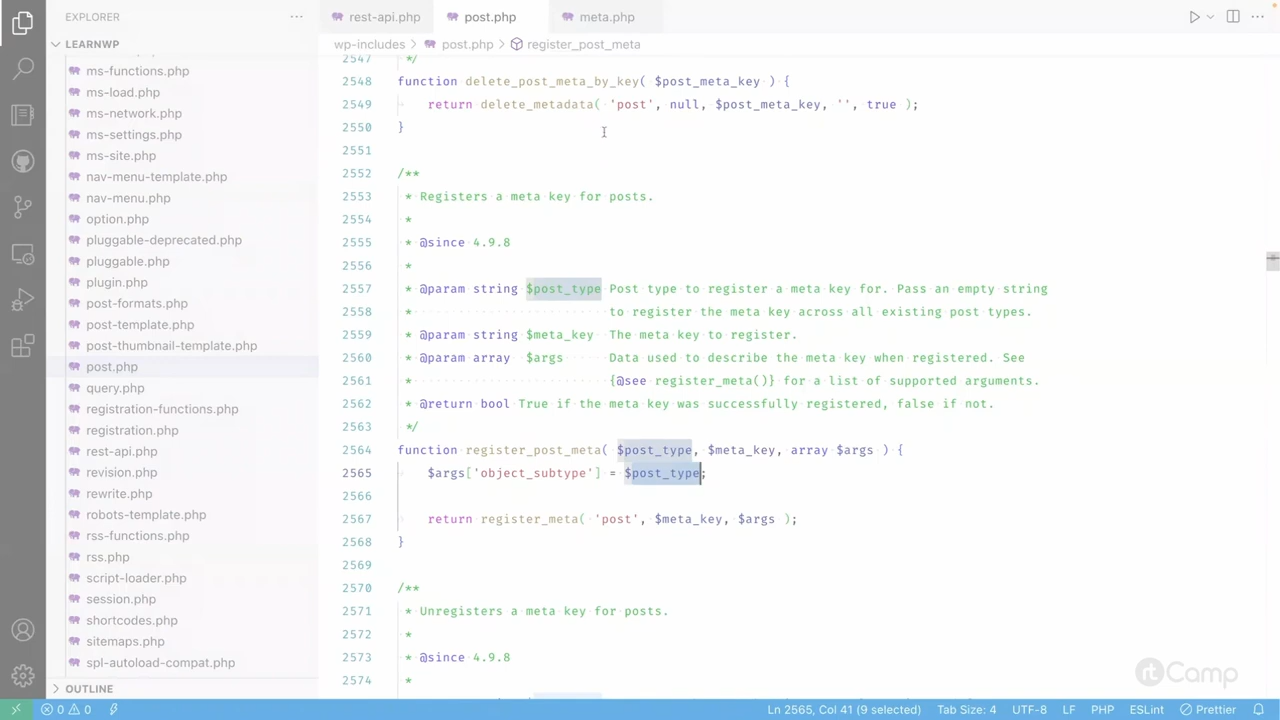 EXPLORER
LEARNWP
ms-functions.php
ms-load.php
ms-network.php
ms-settings.php
ms-site.php
nav-menu-template.php
nav-menu.php
option.php
pluggable-deprecated.php
pluggable.php
plugin.php
post-formats.php
post-template.php
post-thumbnail-template.php
post.php
query.php
registration-functions.php
registration.php
rest-api.php
revision.php
rewrite.php
robots-template.php
rss-functions.php
rss.php
script-loader.php
session.php
shortcodes.php
sitemaps.php
spl-autoload-compat.php
OUTLINE
rest-api.php post.php meta.php
wp-includes > post.php > register_post_meta
2547 */
2548 function delete_post_meta_by_key( $post_meta_key ) {
2549 return delete_metadata( 'post', null, $post_meta_key, '', true );
2550 }
2551
2552 /**
2553 * Registers a meta key for posts.
2554 *
2555 * @since 4.9.8
2556 *
2557 * @param string $post_type Post type to register a meta key for. Pass an empty string
2558 * to register the meta key across all existing post types.
2559 * @param string $meta_key The meta key to register.
2560 * @param array $args Data used to describe the meta key when registered. See
2561 * {@see register_meta()} for a list of supported arguments.
2562 * @return bool True if the meta key was successfully registered, false if not.
2563 */
2564 function register_post_meta( $post_type, $meta_key, array $args ) {
2565 $args['object_subtype'] = $post_type;
2566
2567 return register_meta( 'post', $meta_key, $args );
2568 }
2569
2570 /**
2571 * Unregisters a meta key for posts.
2572 *
2573 * @since 4.9.8
2574 *
rtCamp
0 0 Ln 2565, Col 41 (9 selected) Tab Size: 4 UTF-8 LF PHP ESLint Prettier